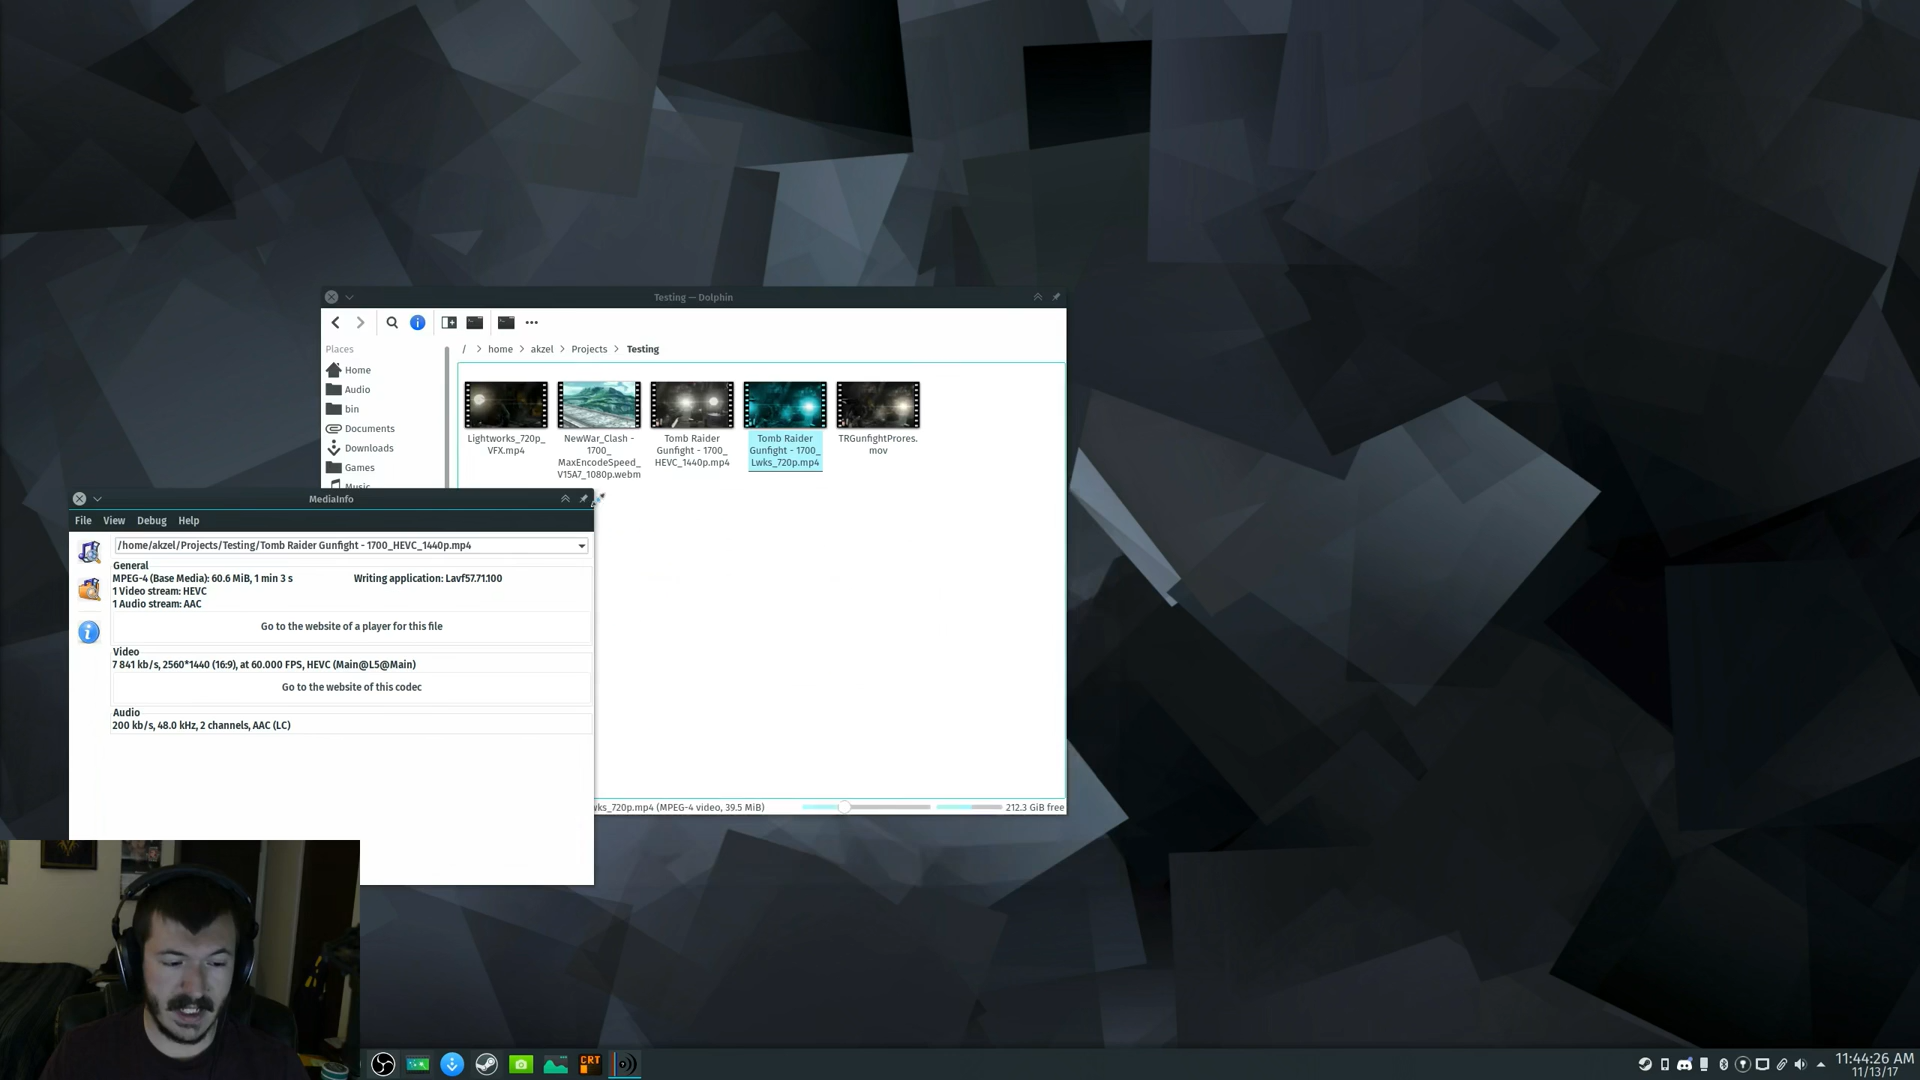 Testing — Dolphin
Places
/ > home > akzel > Projects > Testing
Home
Audio
bin
Documents
Downloads
Games
Music
Lightworks_720p_
VFX.mp4
NewWar_Clash -
1700_
MaxEncodeSpeed_
V15A7_1080p.webm
Tomb Raider
Gunfight - 1700_
HEVC_1440p.mp4
Tomb Raider
Gunfight - 1700_
Lwks_720p.mp4
TRGunfightProres.
mov
MediaInfo
File View Debug Help
/home/akzel/Projects/Testing/Tomb Raider Gunfight - 1700_HEVC_1440p.mp4
General
MPEG-4 (Base Media): 60.6 MiB, 1 min 3 s Writing application: Lavf57.71.100
1 Video stream: HEVC
1 Audio stream: AAC
Go to the website of a player for this file
Video
7 841 kb/s, 2560*1440 (16:9), at 60.000 FPS, HEVC (Main@L5@Main)
Go to the website of this codec
Audio
200 kb/s, 48.0 kHz, 2 channels, AAC (LC)
wks_720p.mp4 (MPEG-4 video, 39.5 MiB) 212.3 GiB free
CRT
11:44:26 AM
11/13/17